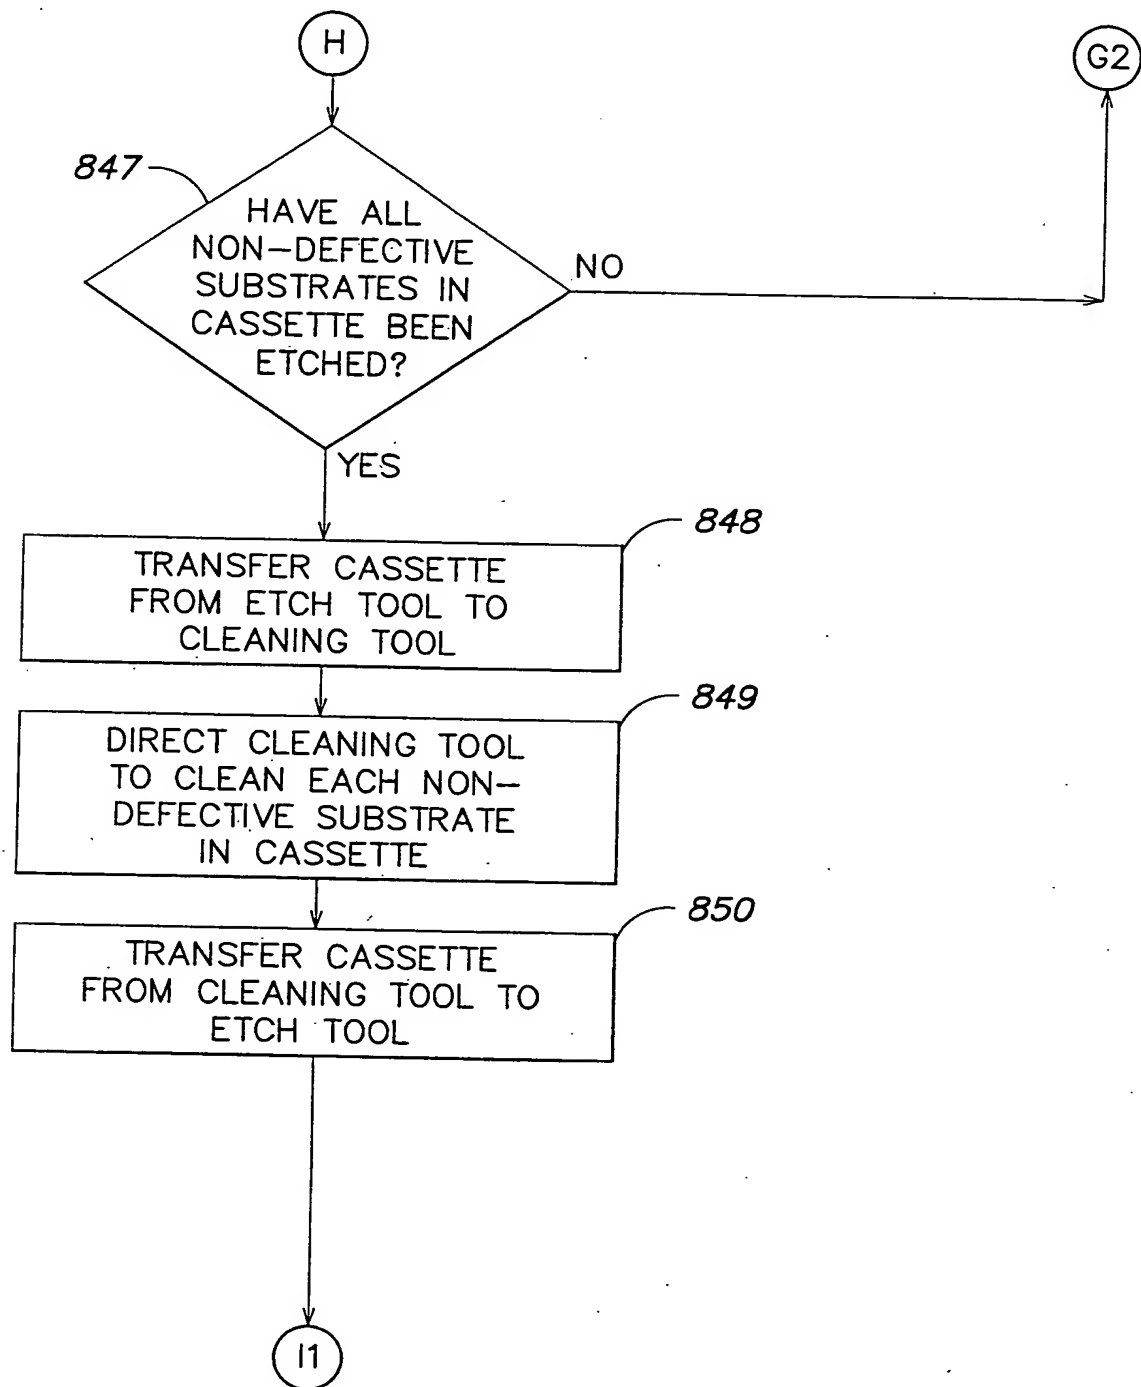 H
G2
847
HAVE ALL
NON-DEFECTIVE
SUBSTRATES IN
CASSETTE BEEN
ETCHED?
NO
YES
848
TRANSFER CASSETTE
FROM ETCH TOOL TO
CLEANING TOOL
849
DIRECT CLEANING TOOL
TO CLEAN EACH NON-
DEFECTIVE SUBSTRATE
IN CASSETTE
850
TRANSFER CASSETTE
FROM CLEANING TOOL TO
ETCH TOOL
I1